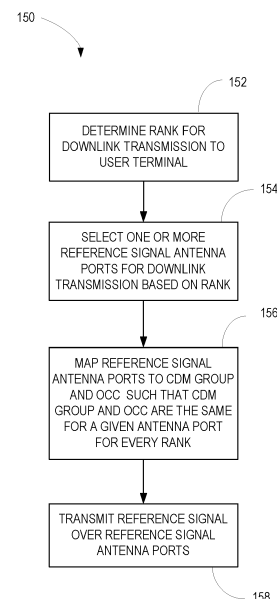 150
152
DETERMINE RANK FOR
DOWNLINK TRANSMISSION TO
USER TERMINAL
154
SELECT ONE OR MORE
REFERENCE SIGNAL ANTENNA
PORTS FOR DOWNLINK
TRANSMISSION BASED ON RANK
156
MAP REFERENCE SIGNAL
ANTENNA PORTS TO CDM GROUP
AND OCC SUCH THAT CDM
GROUP AND OCC ARE THE SAME
FOR A GIVEN ANTENNA PORT
FOR EVERY RANK
TRANSMIT REFERENCE SIGNAL
OVER REFERENCE SIGNAL
ANTENNA PORTS
158